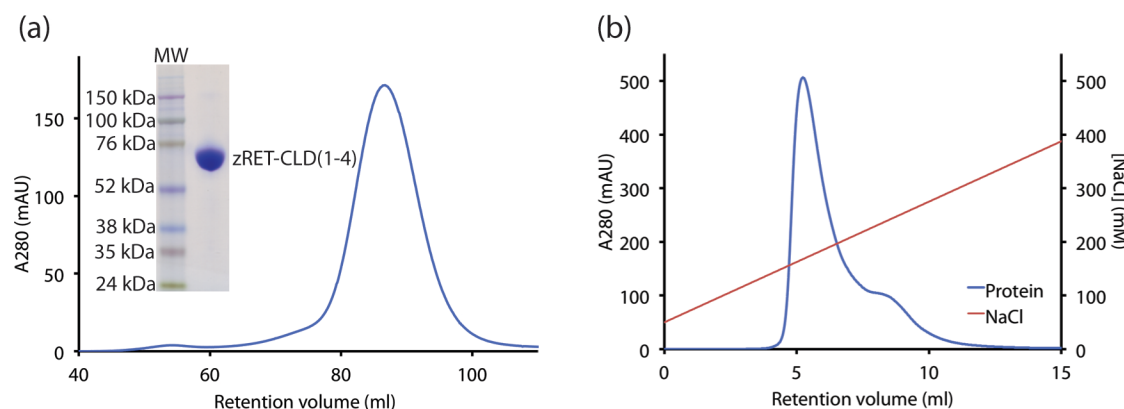 (a)
MW
150 kDa
100 kDa
76 kDa
zRET-CLD(1-4)
52 kDa
38 kDa
35 kDa
24 kDa
A280 (mAU)
150
100
50
0
40 60 80 100
Retention volume (ml)
(b)
A280 (mAU)
500
400
300
200
100
0
0 5 10 15
Retention volume (ml)
500
400
300
200
100
0
[NaCl] (mM)
Protein
NaCl